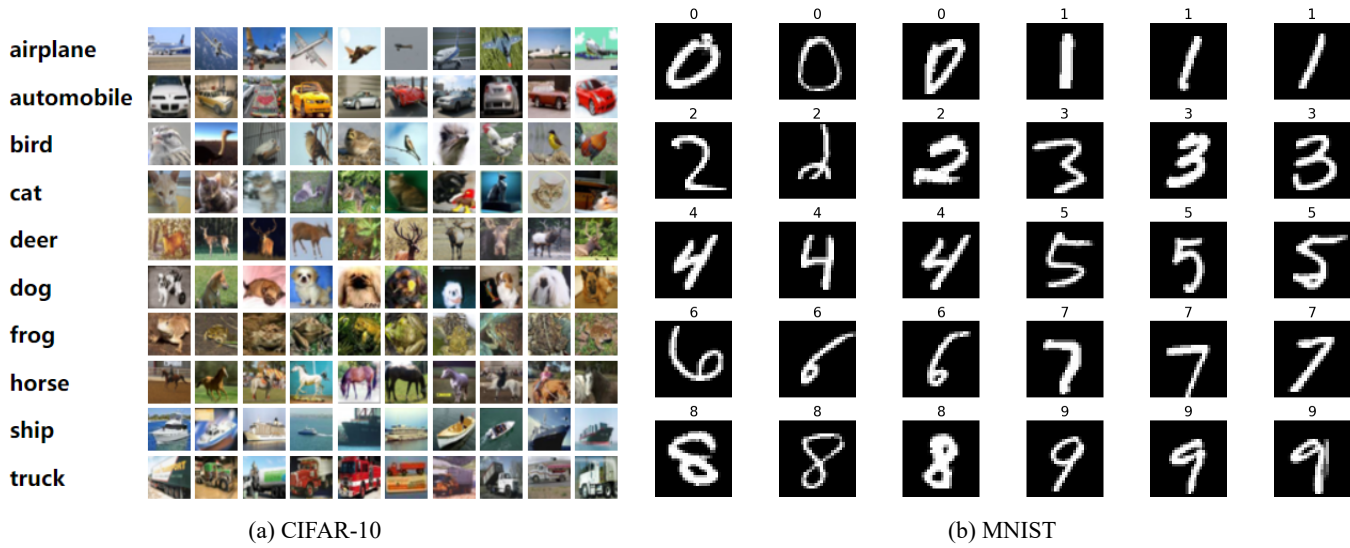 airplane
automobile
bird
cat
deer
dog
frog
horse
ship
truck
(a) CIFAR-10
0 0 0 1 1 1
2 2 2 3 3 3
4 4 4 5 5 5
6 6 6 7 7 7
8 8 8 9 9 9
(b) MNIST